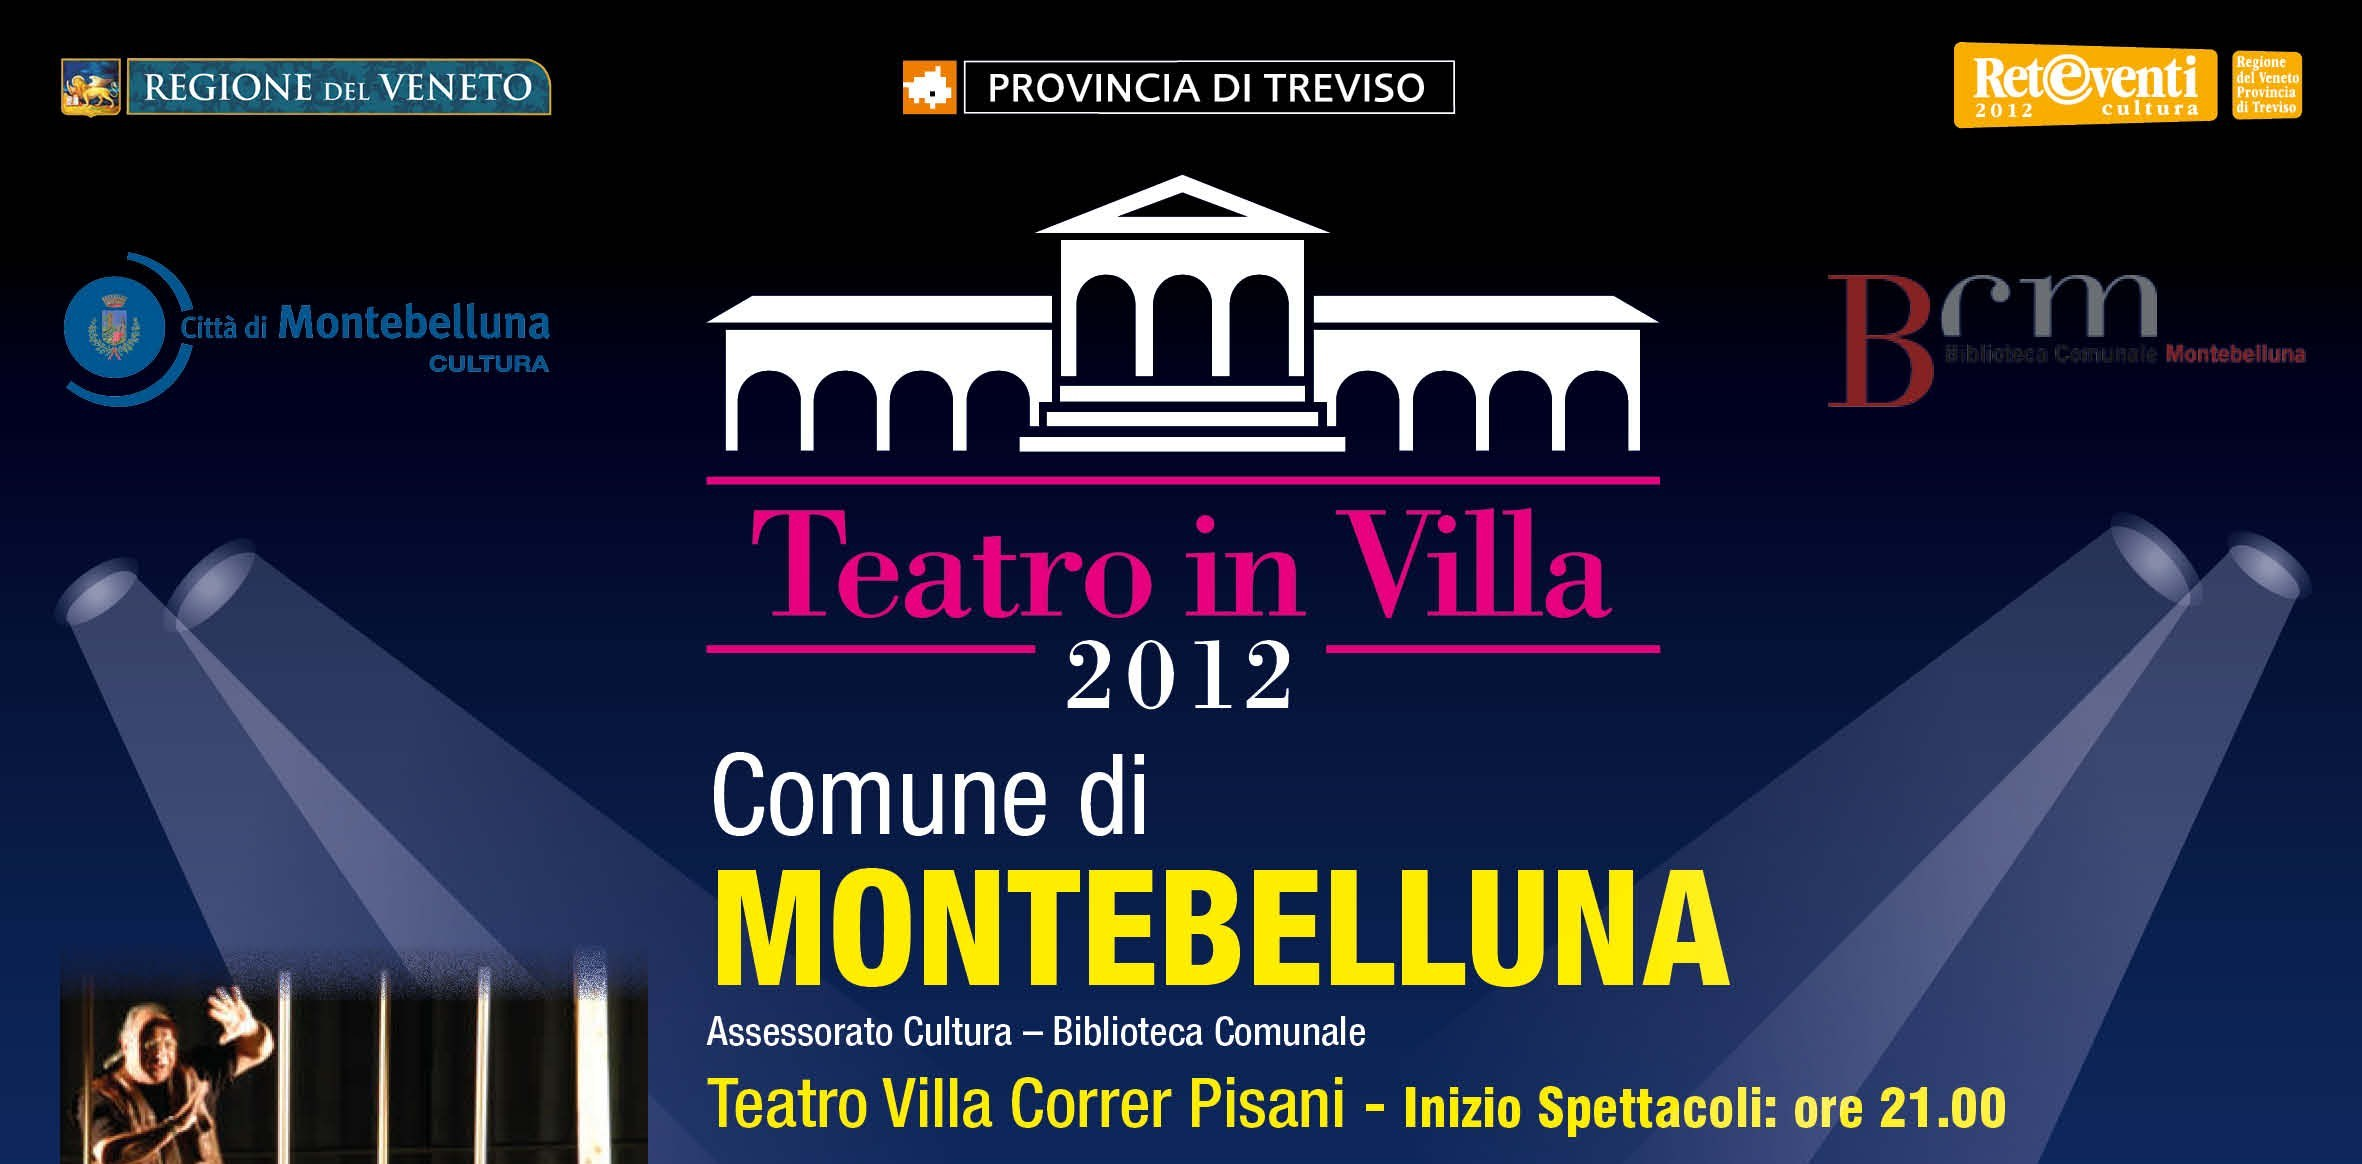 REGIONE DEL VENETO
PROVINCIA DI TREVISO
Reteventi
2012 cultura
Regione
del Veneto
Provincia
di Treviso
Città di Montebelluna
CULTURA
Bcm
Biblioteca Comunale Montebelluna
Teatro in Villa
2012
Comune di
MONTEBELLUNA
Assessorato Cultura – Biblioteca Comunale
Teatro Villa Correr Pisani - Inizio Spettacoli: ore 21.00